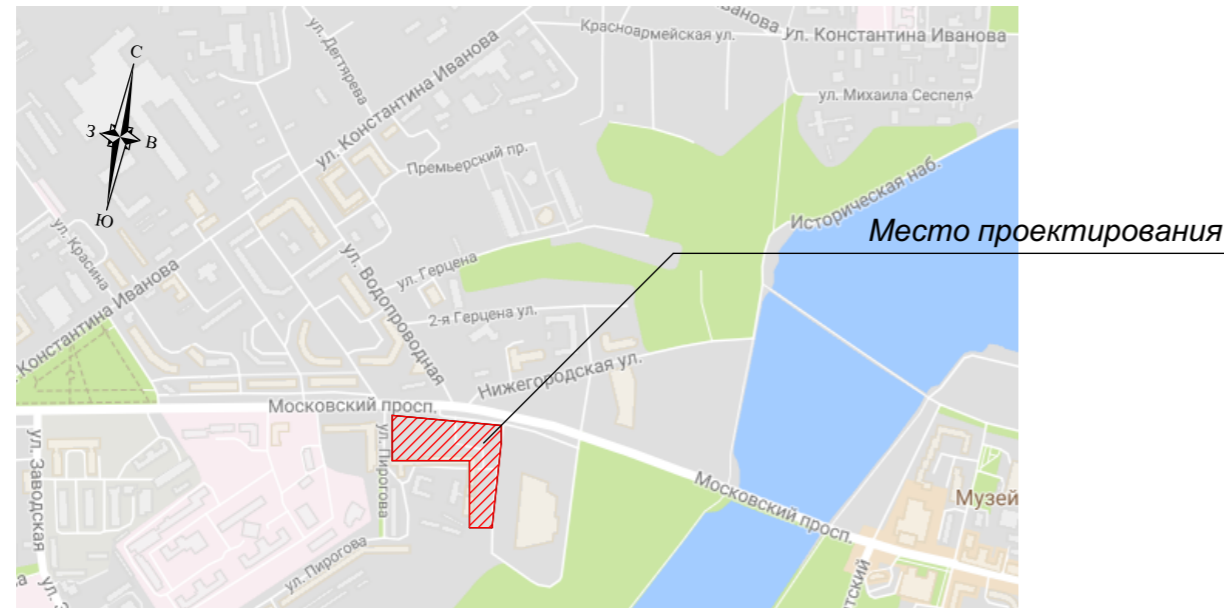 ул. Константина Иванова
Красноармейская ул.
ул. Дегтярева
ул. Константина Иванова
ул. Михаила Сеспеля
С
З
В
Ю
Премьерский пр.
Историческая наб.
Место проектирования
ул. Красина
ул. Герцена
ул. Водопроводная
2-я Герцена ул.
Константина Иванова
Нижегородская ул.
Московский просп.
ул. Пирогова
ул. Заводская
Московский просп.
Музей
ул. Пирогова